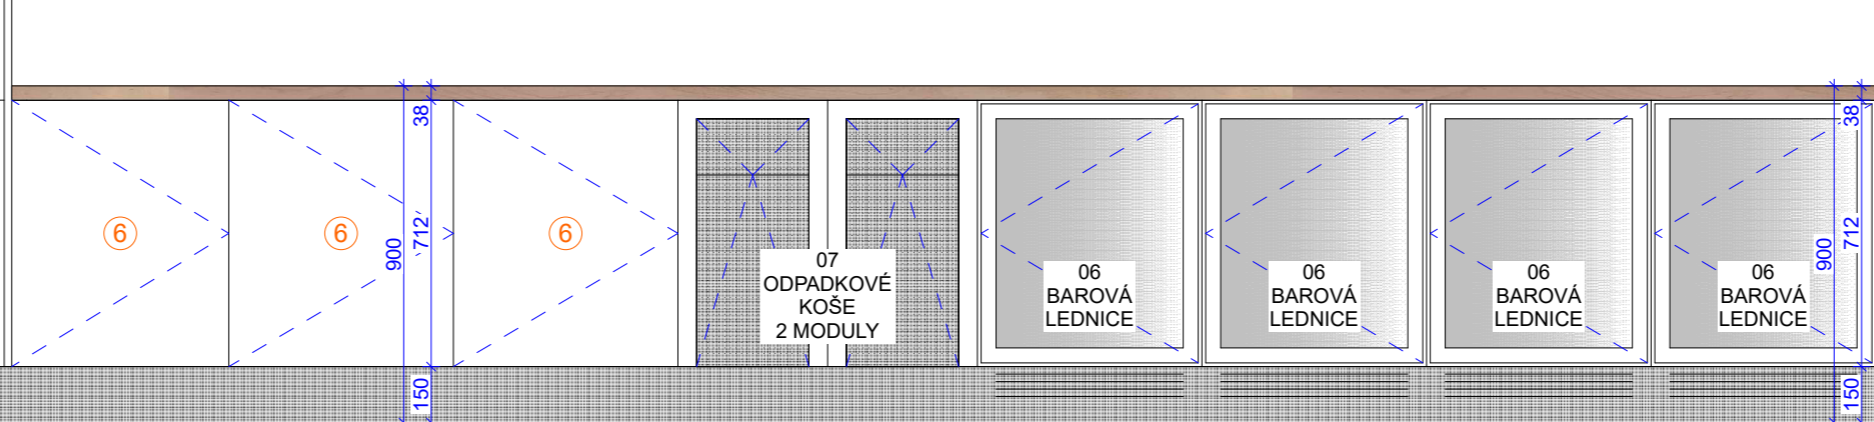 6
6
6
900
38
712
150
07
ODPADKOVÉ
KOŠE
2 MODULY
06
BAROVÁ
LEDNICE
06
BAROVÁ
LEDNICE
06
BAROVÁ
LEDNICE
06
BAROVÁ
LEDNICE
900
38
712
150